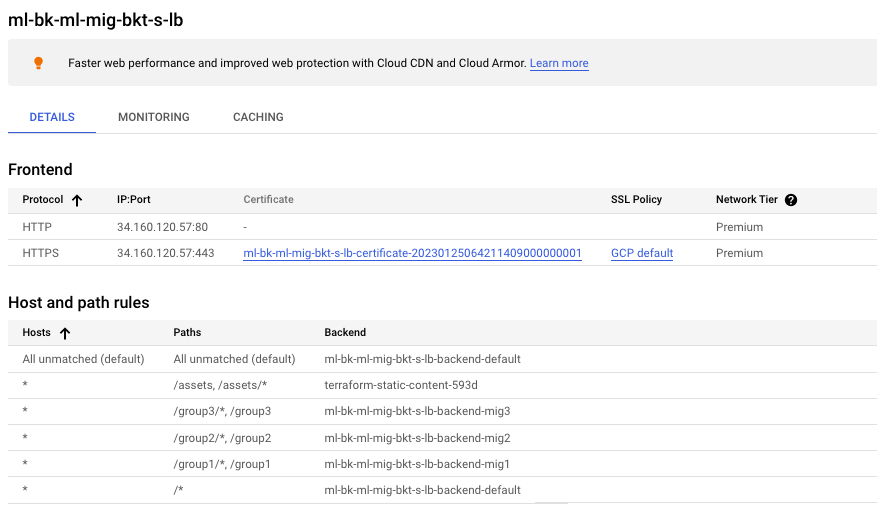 ml-bk-ml-mig-bkt-s-lb
Faster web performance and improved web protection with Cloud CDN and Cloud Armor. Learn more
DETAILS MONITORING CACHING
Frontend
Protocol IP:Port Certificate SSL Policy Network Tier ?
HTTP 34.160.120.57:80 - Premium
HTTPS 34.160.120.57:443 ml-bk-ml-mig-bkt-s-lb-certificate-20230125064211409000000001 GCP default Premium
Host and path rules
Hosts Paths Backend
All unmatched (default) All unmatched (default) ml-bk-ml-mig-bkt-s-lb-backend-default
* /assets, /assets/* terraform-static-content-593d
* /group3/*, /group3 ml-bk-ml-mig-bkt-s-lb-backend-mig3
* /group2/*, /group2 ml-bk-ml-mig-bkt-s-lb-backend-mig2
* /group1/*, /group1 ml-bk-ml-mig-bkt-s-lb-backend-mig1
* /* ml-bk-ml-mig-bkt-s-lb-backend-default